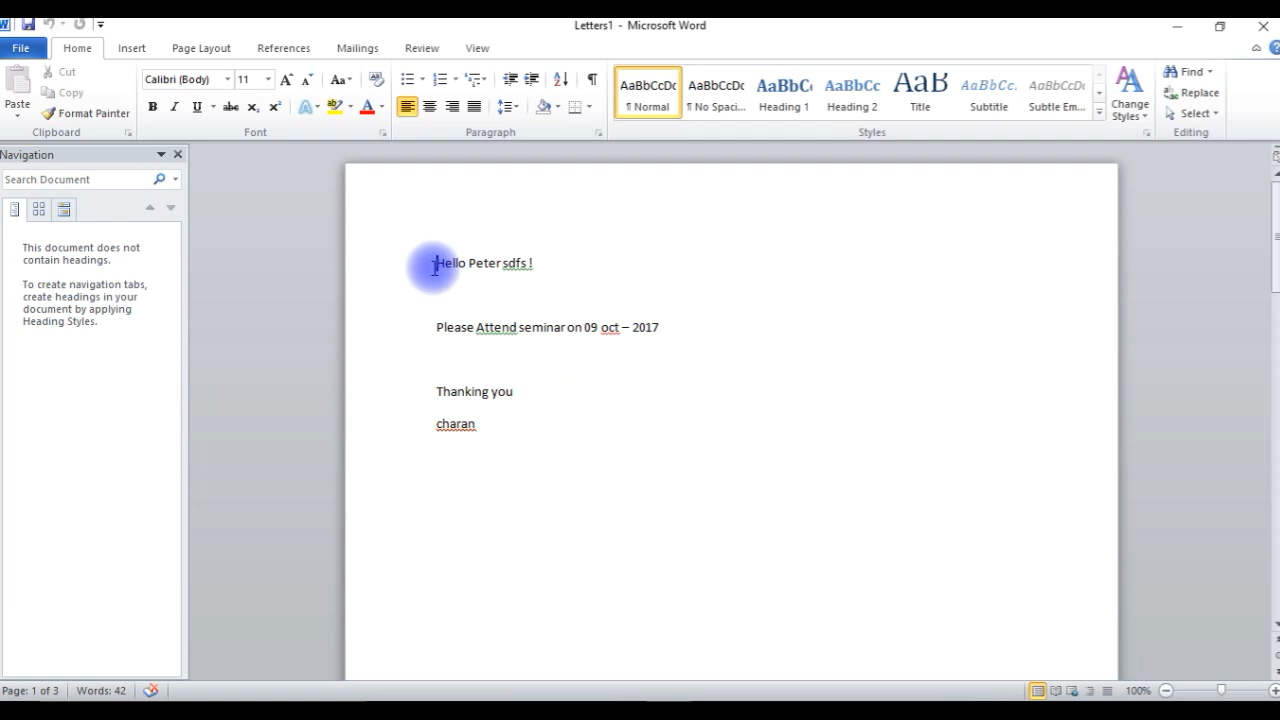 Letters1 - Microsoft Word
File Home Insert Page Layout References Mailings Review View
Paste
Cut
Copy
Format Painter
Clipboard
Calibri (Body) 11
Font
Paragraph
AaBbCcDc AaBbCcDc AaBbC AaBbCc AaB AaBbCc. AaBbCcDc
¶ Normal ¶ No Spaci... Heading 1 Heading 2 Title Subtitle Subtle Em...
Change
Styles
Styles
Find
Replace
Select
Editing
Navigation
Search Document
This document does not
contain headings.
To create navigation tabs,
create headings in your
document by applying
Heading Styles.
Hello Peter sdfs !
Please Attend seminar on 09 oct – 2017
Thanking you
charan
Page: 1 of 3 Words: 42 100%